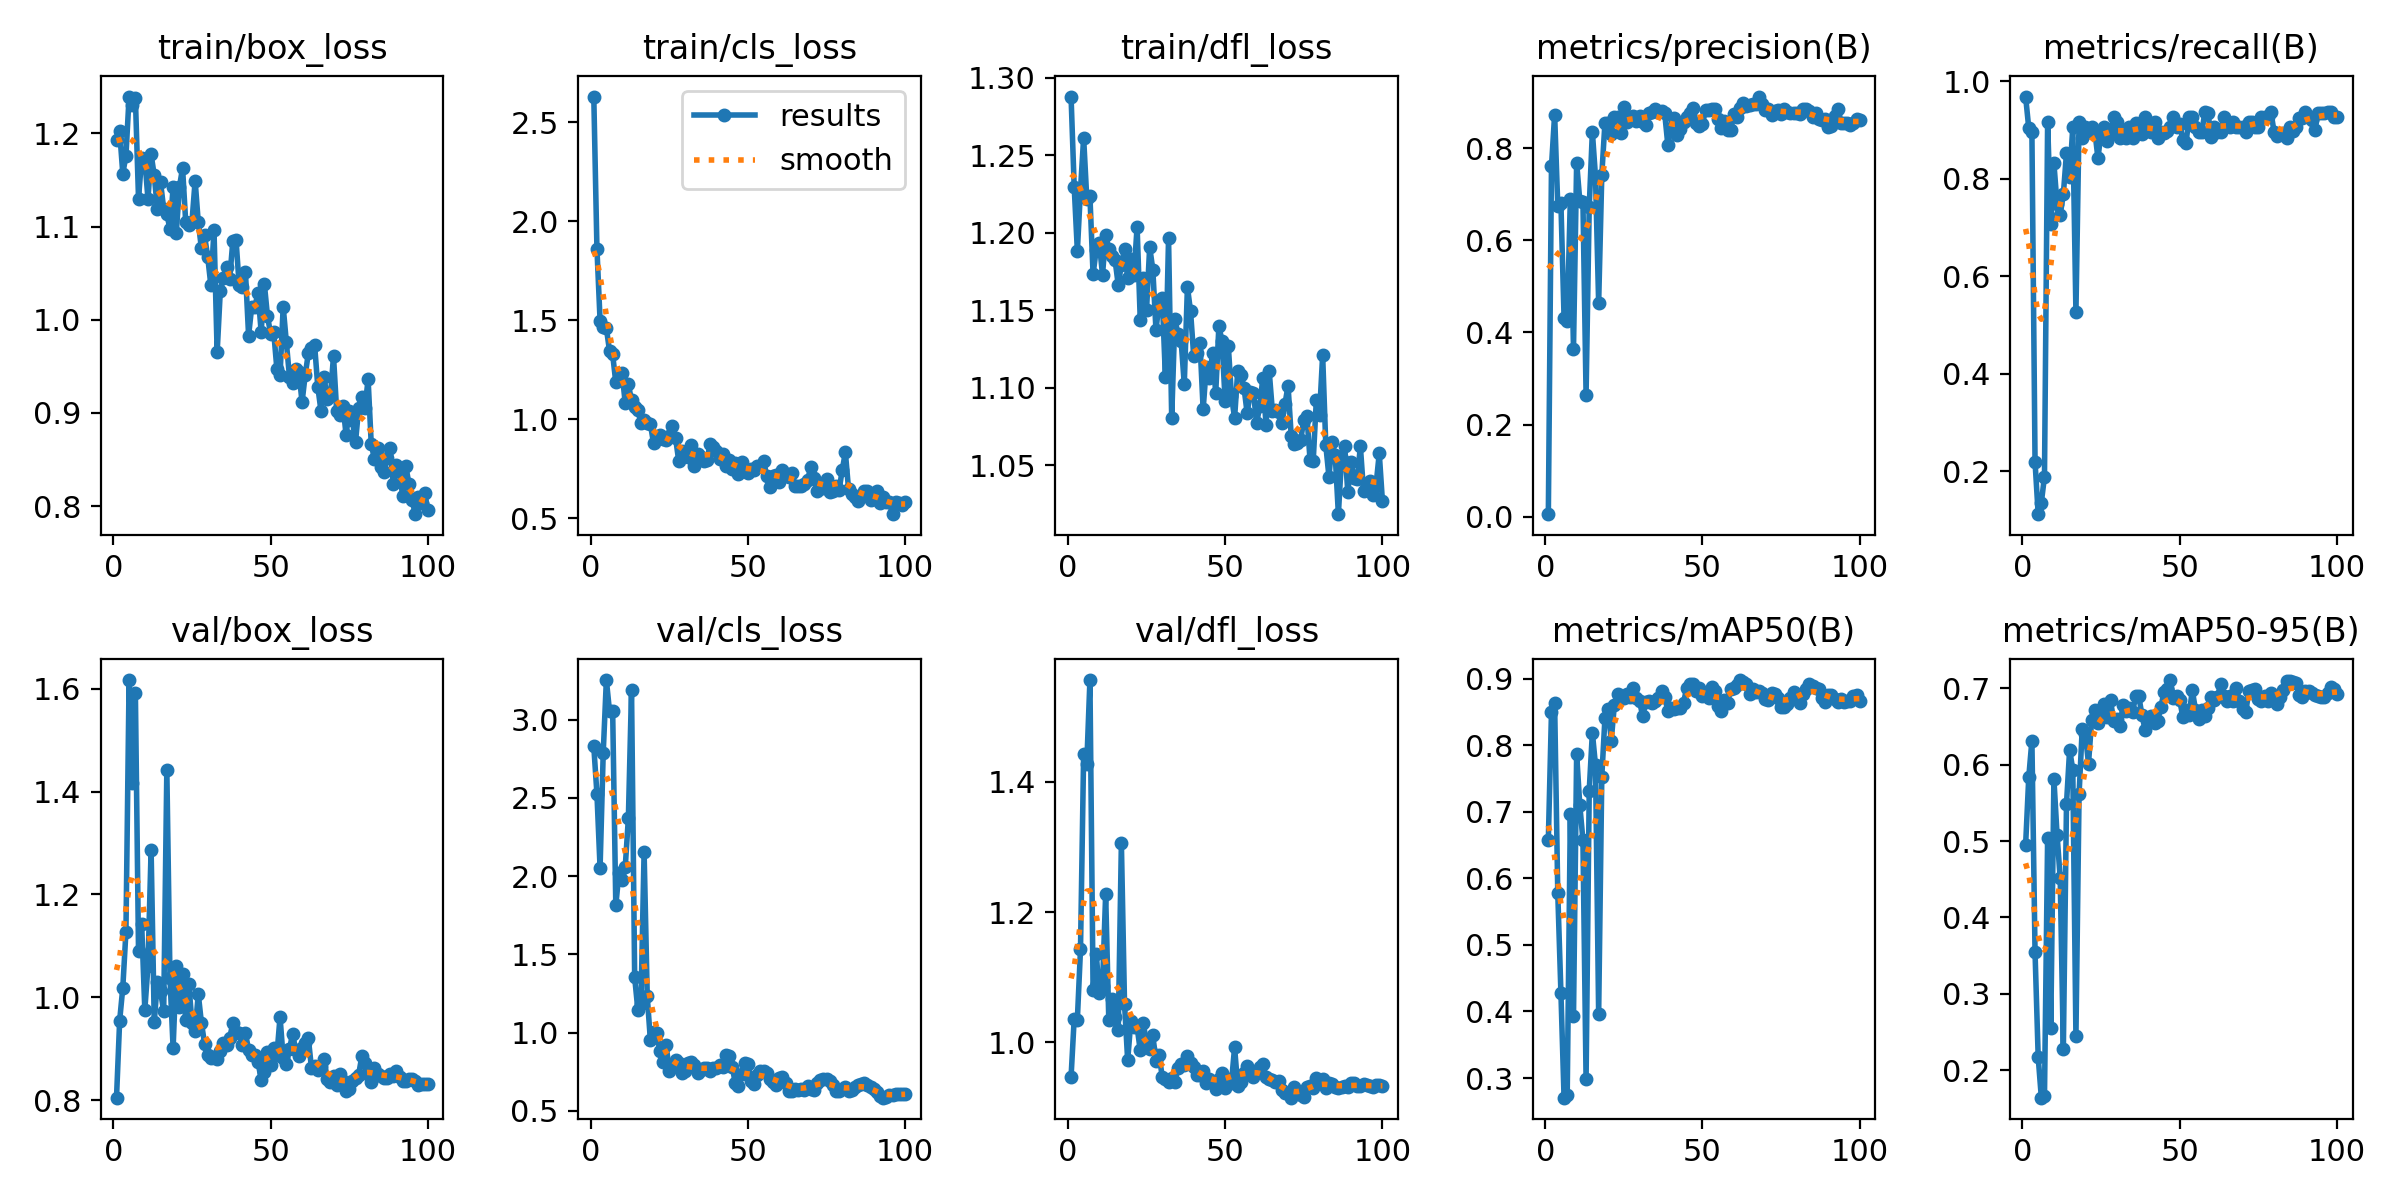 train/box_loss
1.2
1.1
1.0
0.9
0.8
0 50 100
train/cls_loss
results
smooth
2.5
2.0
1.5
1.0
0.5
0 50 100
train/dfl_loss
1.30
1.25
1.20
1.15
1.10
1.05
0 50 100
metrics/precision(B)
0.8
0.6
0.4
0.2
0.0
0 50 100
metrics/recall(B)
1.0
0.8
0.6
0.4
0.2
0 50 100
val/box_loss
1.6
1.4
1.2
1.0
0.8
0 50 100
val/cls_loss
3.0
2.5
2.0
1.5
1.0
0.5
0 50 100
val/dfl_loss
1.4
1.2
1.0
0 50 100
metrics/mAP50(B)
0.9
0.8
0.7
0.6
0.5
0.4
0.3
0 50 100
metrics/mAP50-95(B)
0.7
0.6
0.5
0.4
0.3
0.2
0 50 100